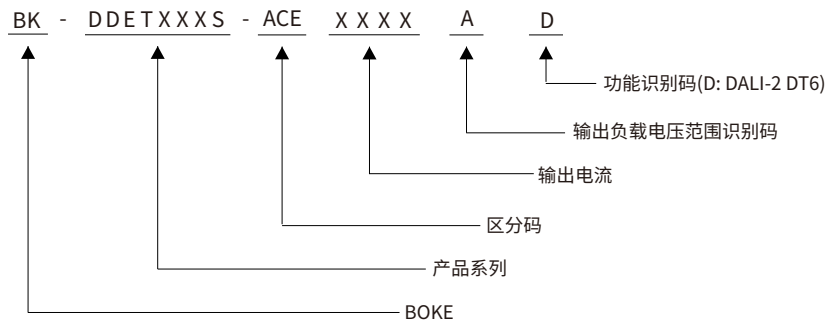 BK - DDETXXXS - ACE XXXX A D
功能识别码(D: DALI-2 DT6)
输出负载电压范围识别码
输出电流
区分码
产品系列
BOKE